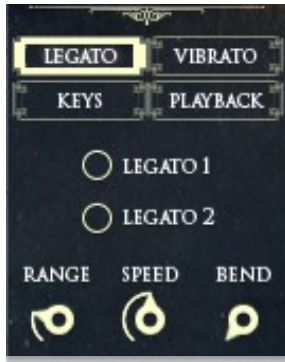 LEGATO VIBRATO
KEYS PLAYBACK
LEGATO 1
LEGATO 2
RANGE SPEED BEND